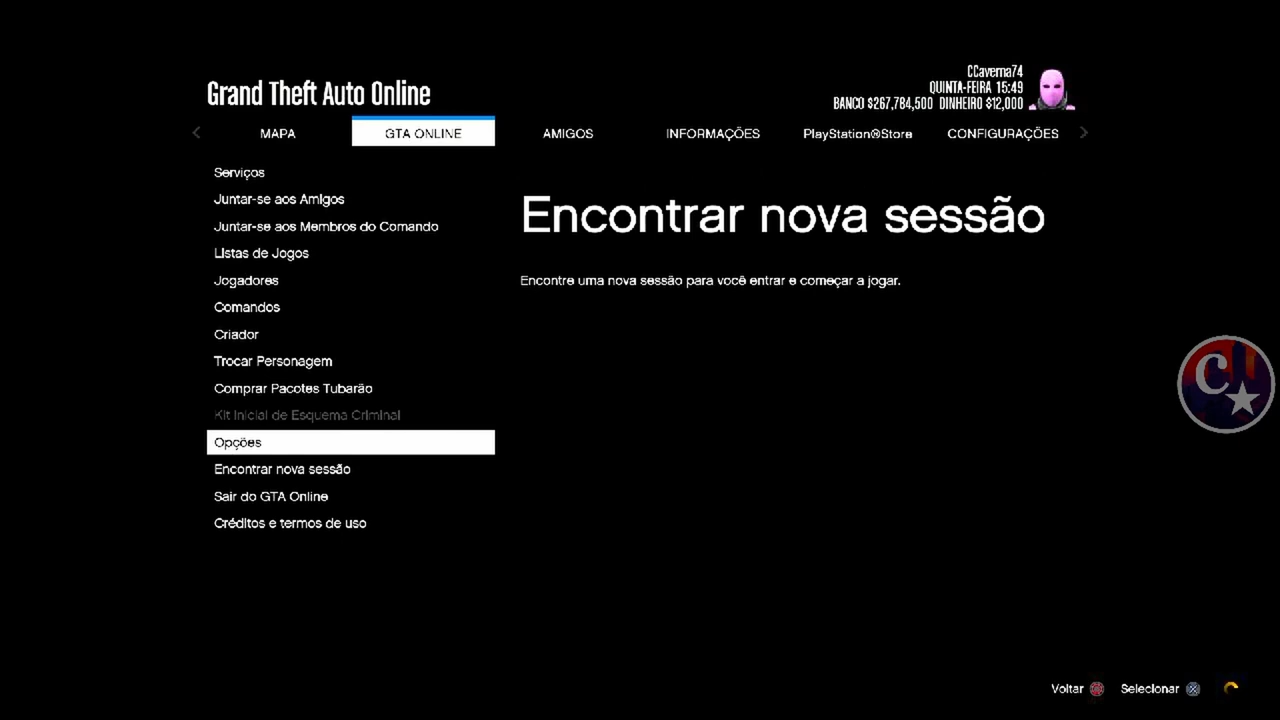 Grand Theft Auto Online
CCaverna74
QUINTA-FEIRA 15:49
BANCO $267,784,500 DINHEIRO $12,000
MAPA
GTA ONLINE
AMIGOS
INFORMAÇÕES
PlayStation®Store
CONFIGURAÇÕES
Serviços
Juntar-se aos Amigos
Juntar-se aos Membros do Comando
Listas de Jogos
Jogadores
Comandos
Criador
Trocar Personagem
Comprar Pacotes Tubarão
Kit Inicial de Esquema Criminal
Opções
Encontrar nova sessão
Sair do GTA Online
Créditos e termos de uso
Encontrar nova sessão
Encontre uma nova sessão para você entrar e começar a jogar.
C
Voltar
Selecionar